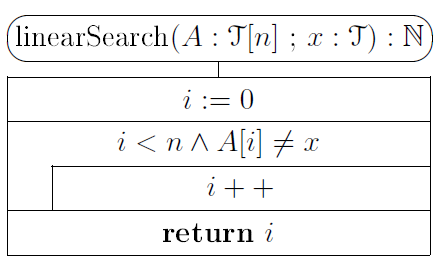 linearSearch(A : 𝒯[n] ; x : 𝒯) : ℕ
i := 0
i < n ∧ A[i] ≠ x
i + +
return i